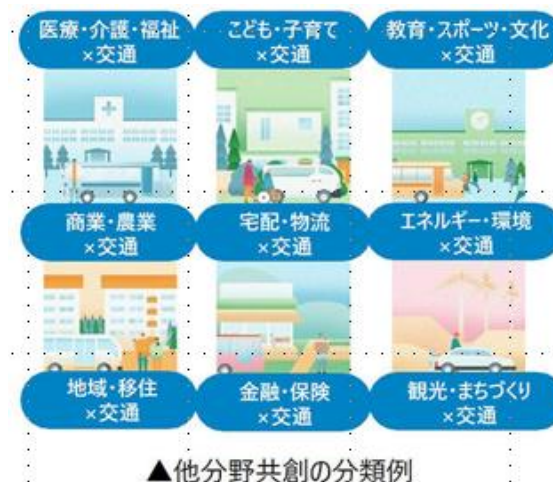 医療・介護・福祉
×交通
こども・子育て
×交通
教育・スポーツ・文化
×交通
商業・農業
×交通
宅配・物流
×交通
エネルギー・環境
×交通
地域・移住
×交通
金融・保険
×交通
観光・まちづくり
×交通
▲他分野共創の分類例